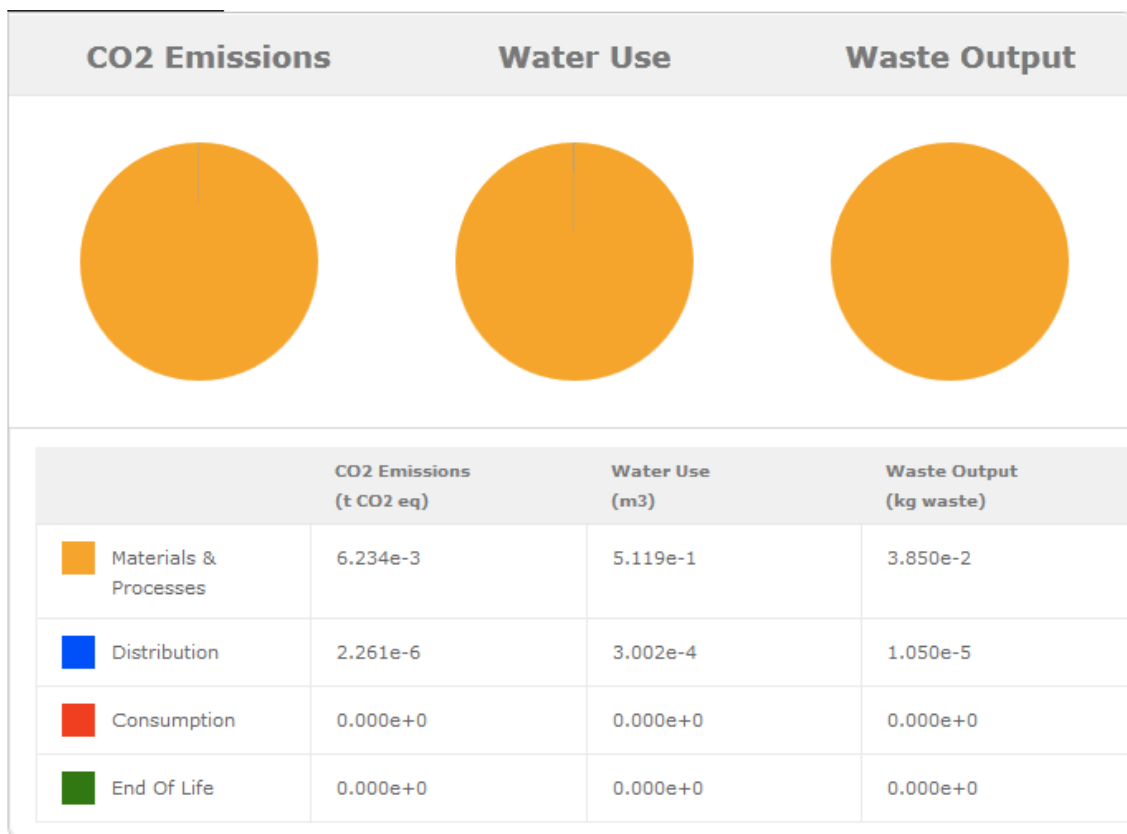 CO2 Emissions Water Use Waste Output
CO2 Emissions Water Use Waste Output
(t CO2 eq) (m3) (kg waste)
Materials & 6.234e-3 5.119e-1 3.850e-2
Processes
Distribution 2.261e-6 3.002e-4 1.050e-5
Consumption 0.000e+0 0.000e+0 0.000e+0
End Of Life 0.000e+0 0.000e+0 0.000e+0